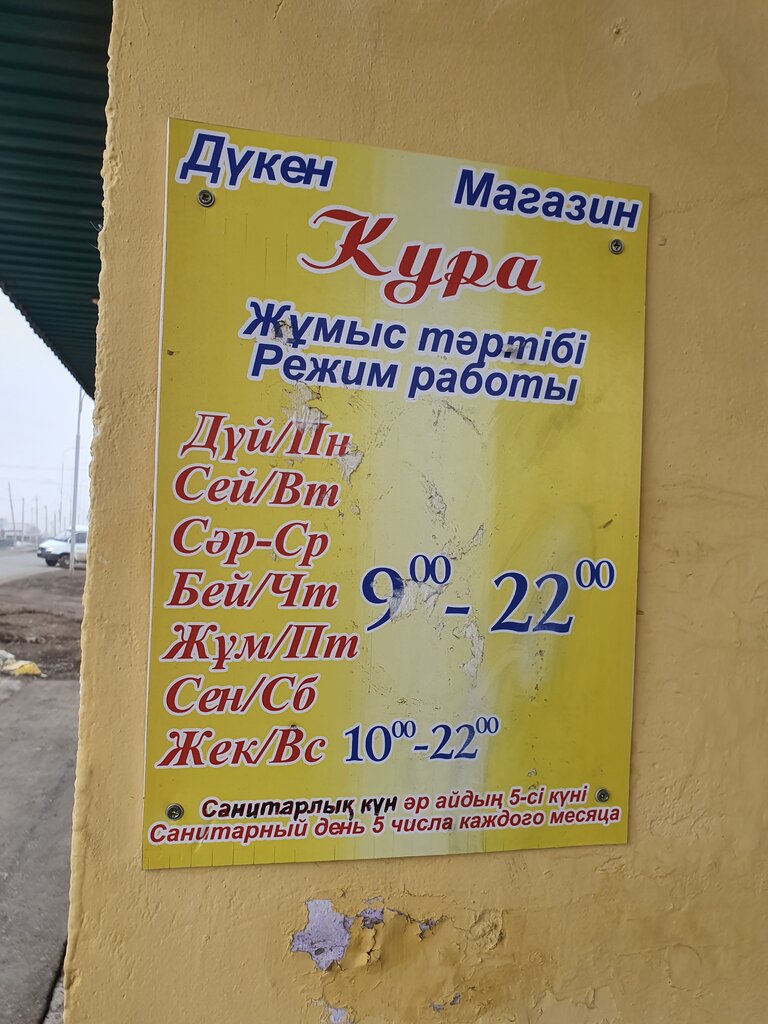 Дүкен Магазин
Кура
Жұмыс тәртібі
Режим работы
Дүй/Пн
Сей/Вт
Сәр-Ср
Бей/Чт
9⁰⁰-22⁰⁰
Жұм/Пт
Сен/Сб
Жек/Вс 10⁰⁰-22⁰⁰
Санитарлық күн әр айдың 5-сі күні
Санитарный день 5 числа каждого месяца